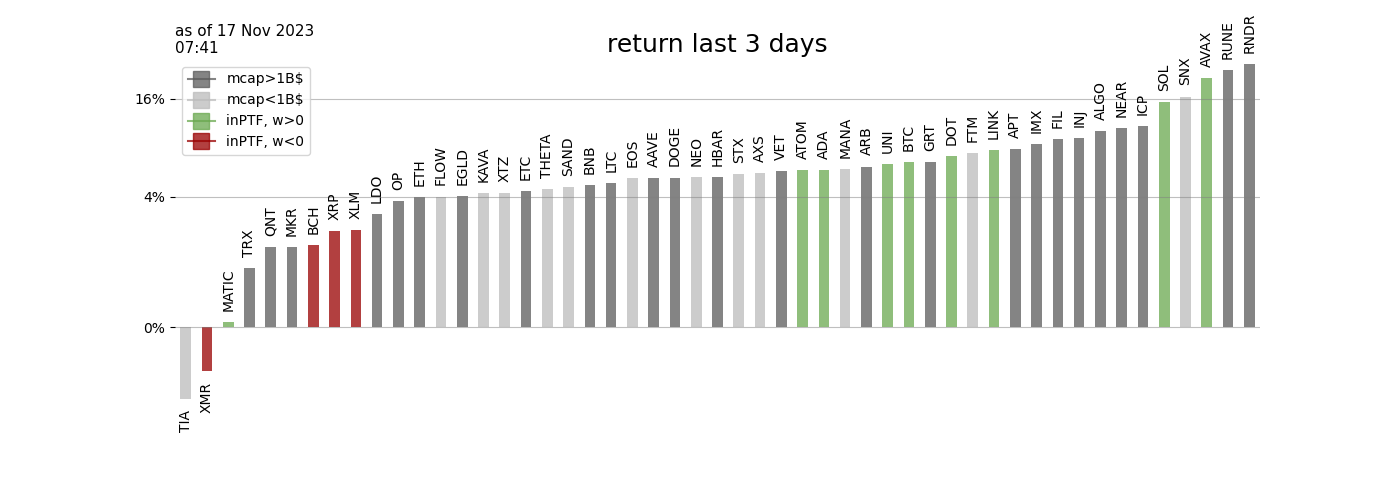 as of 17 Nov 2023
07:41
return last 3 days
mcap>1B$
mcap<1B$
inPTF, w>0
inPTF, w<0
16%
4%
0%
TIA
XMR
MATIC
TRX
QNT
MKR
BCH
XRP
XLM
LDO
OP
ETH
FLOW
EGLD
KAVA
XTZ
ETC
THETA
SAND
BNB
LTC
EOS
AAVE
DOGE
NEO
HBAR
STX
AXS
VET
ATOM
ADA
MANA
ARB
UNI
BTC
GRT
DOT
FTM
LINK
APT
IMX
FIL
INJ
ALGO
NEAR
ICP
SOL
SNX
AVAX
RUNE
RNDR